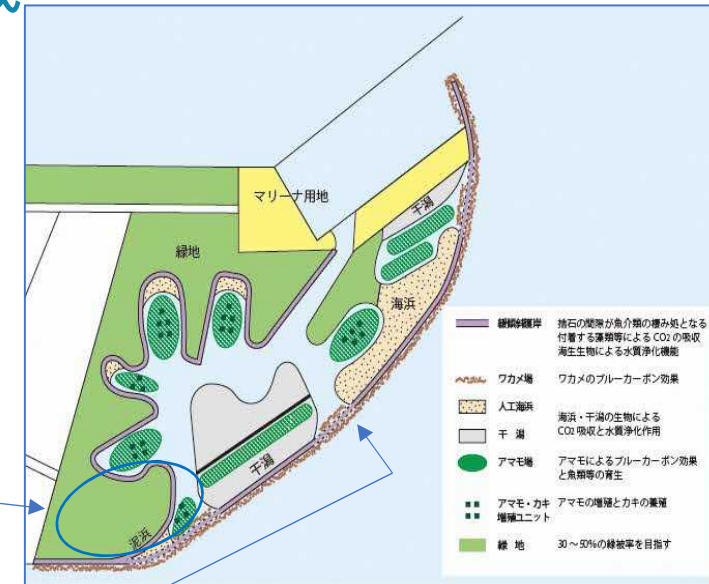 マリーナ用地
緑地
干潟
海浜
干潟
泥浜
緩傾斜護岸 捨石の間隙が魚介類の棲み処となる
付着する藻類等による CO2 の吸収
海生生物による水質浄化機能
ワカメ場 ワカメのブルーカーボン効果
人工海浜
海浜・干潟の生物による
CO2 吸収と水質浄化作用
干 潟
アマモ場 アマモによるブルーカーボン効果
と魚類等の育生
アマモ・カキ アマモの増殖とカキの養殖
増殖ユニット
緑 地 30～50%の緑被率を目指す